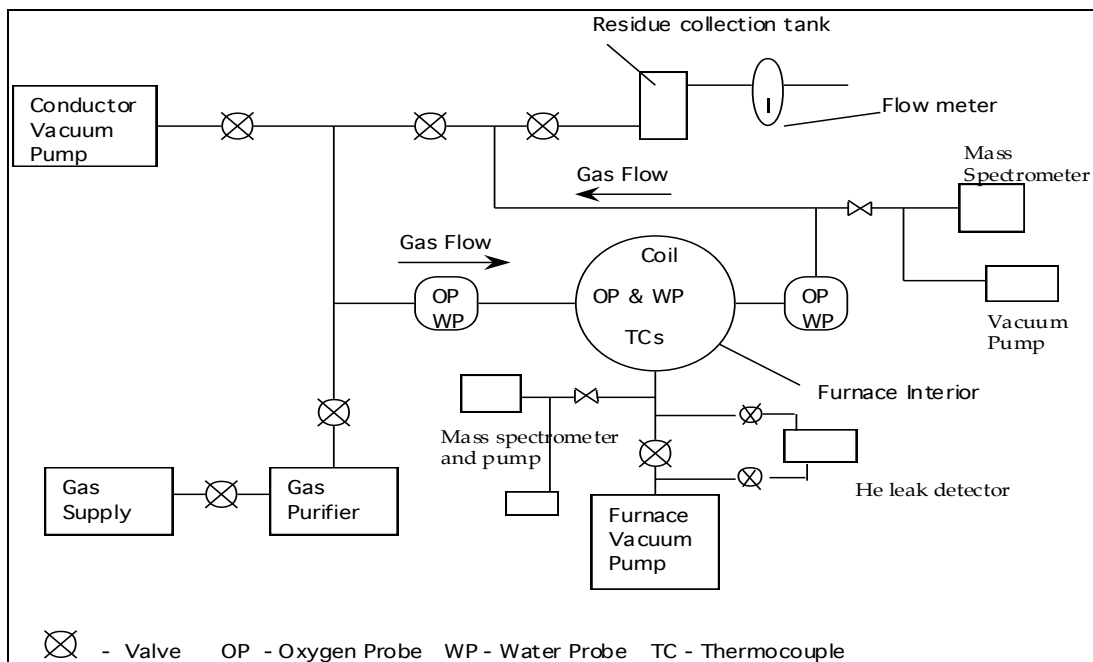 Residue collection tank
Conductor
Vacuum
Pump
I
Flow meter
Mass
Spectrometer
Gas Flow
Gas Flow
Coil
OP
WP
OP & WP
TCs
OP
WP
Vacuum
Pump
Furnace Interior
Mass spectrometer
and pump
He leak detector
Gas
Supply
Gas
Purifier
Furnace
Vacuum
Pump
- Valve OP - Oxygen Probe WP - Water Probe TC - Thermocouple